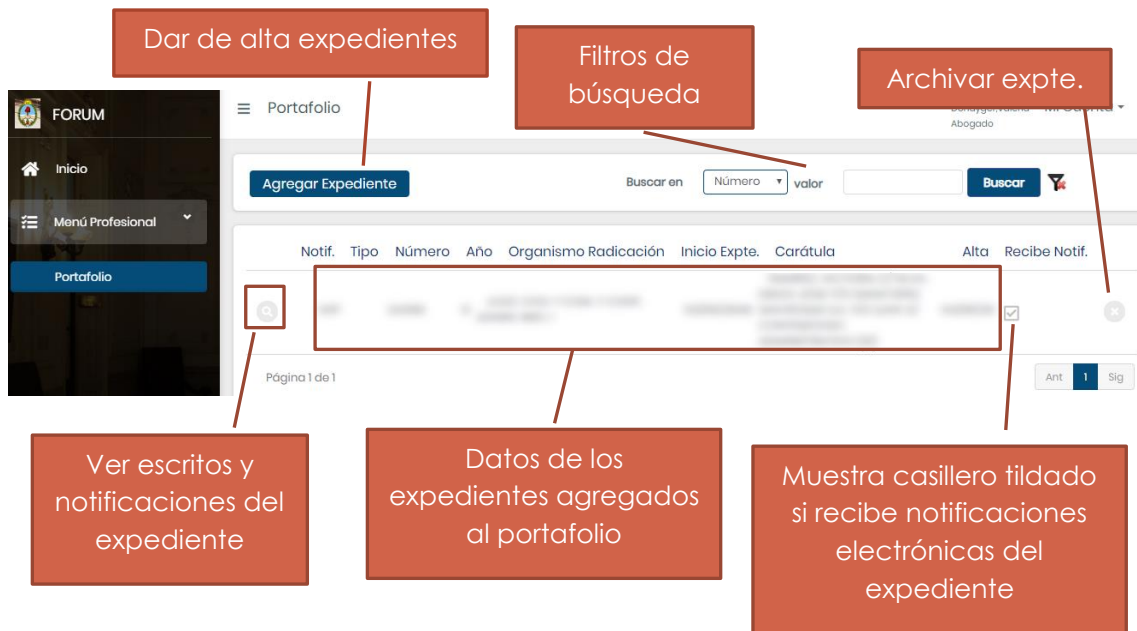 Dar de alta expedientes
Filtros de
búsqueda
Archivar expte.
FORUM
Portafolio
Abogado
Inicio
Agregar Expediente
Buscar en
Número
valor
Buscar
Menú Profesional
Portafolio
Notif.
Tipo
Número
Año
Organismo Radicación
Inicio Expte.
Carátula
Alta
Recibe Notif.
Página 1 de 1
Ant
1
Sig
Ver escritos y
notificaciones del
expediente
Datos de los
expedientes agregados
al portafolio
Muestra casillero tildado
si recibe notificaciones
electrónicas del
expediente